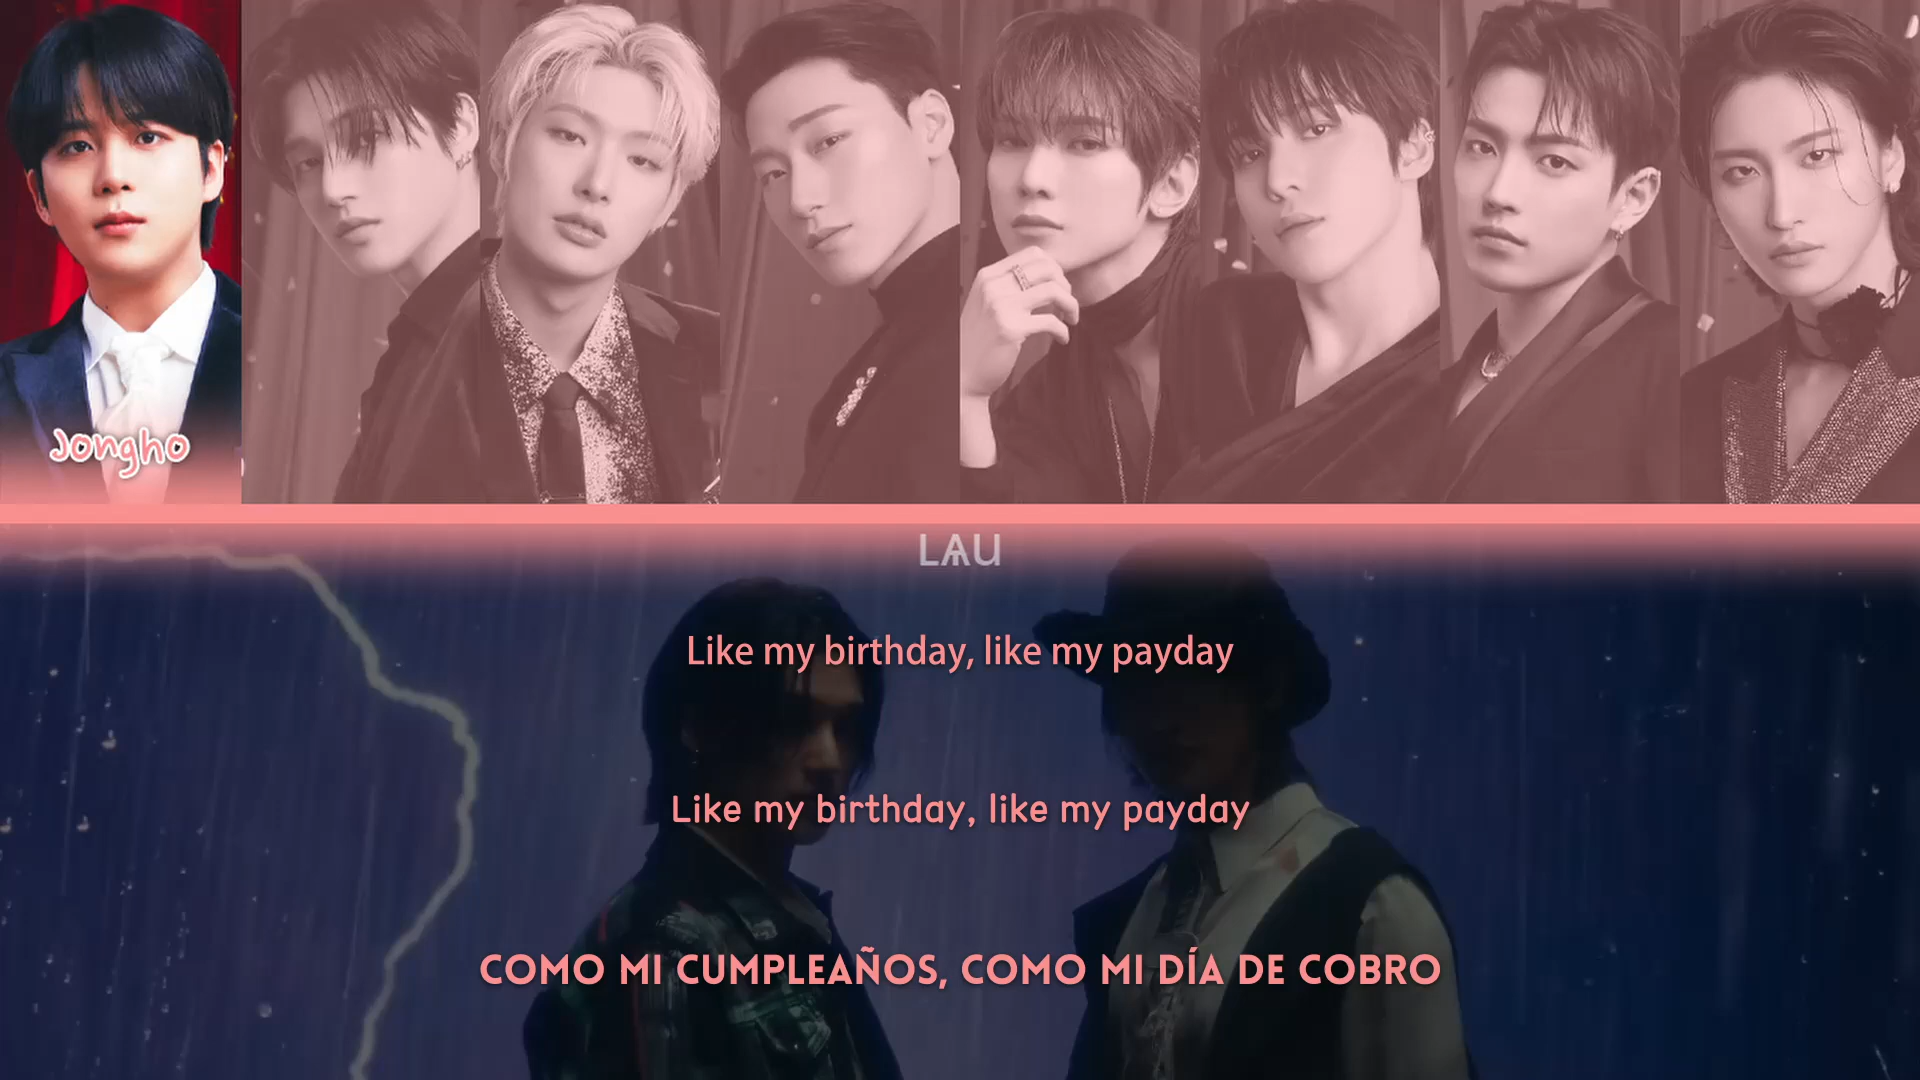 Jongho
LAU
Like my birthday, like my payday
Like my birthday, like my payday
COMO MI CUMPLEAÑOS, COMO MI DÍA DE COBRO